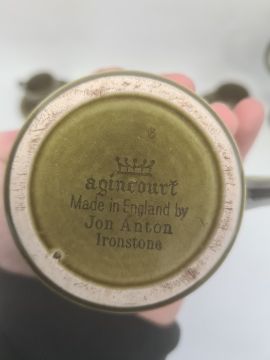 agincourt
Made in England by
Jon Anton
Ironstone